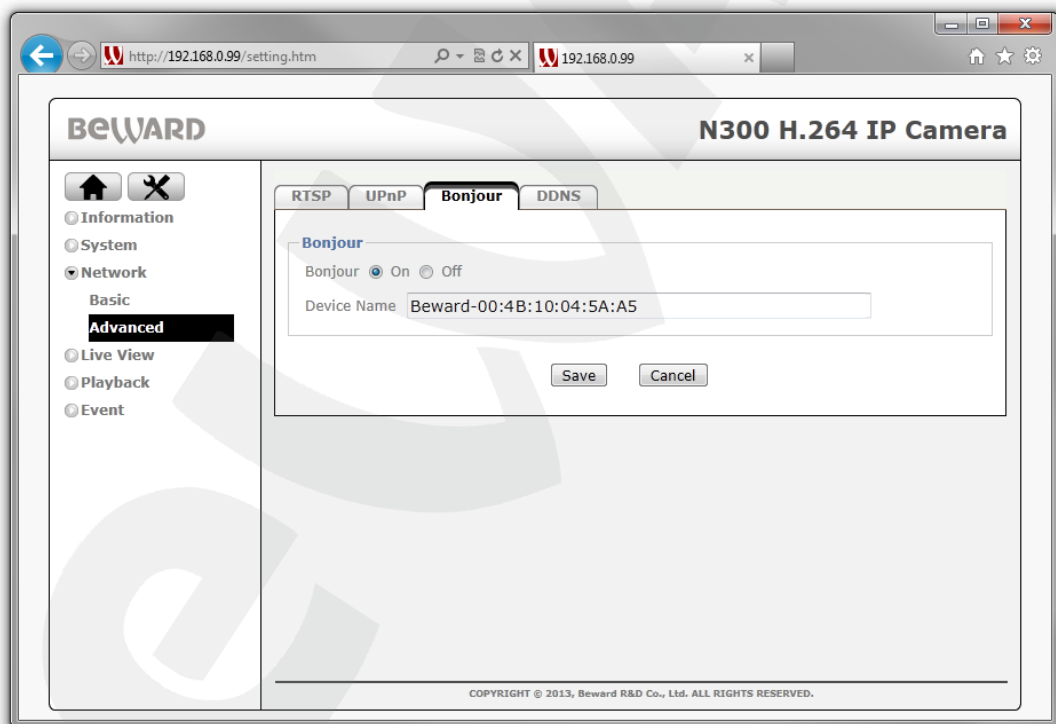 http://192.168.0.99/setting.htm
192.168.0.99
BEWARD
N300 H.264 IP Camera
Information
System
Network
Basic
Advanced
Live View
Playback
Event
RTSP UPnP Bonjour DDNS
Bonjour
Bonjour On Off
Device Name Beward-00:4B:10:04:5A:A5
Save Cancel
COPYRIGHT © 2013, Beward R&D Co., Ltd. ALL RIGHTS RESERVED.